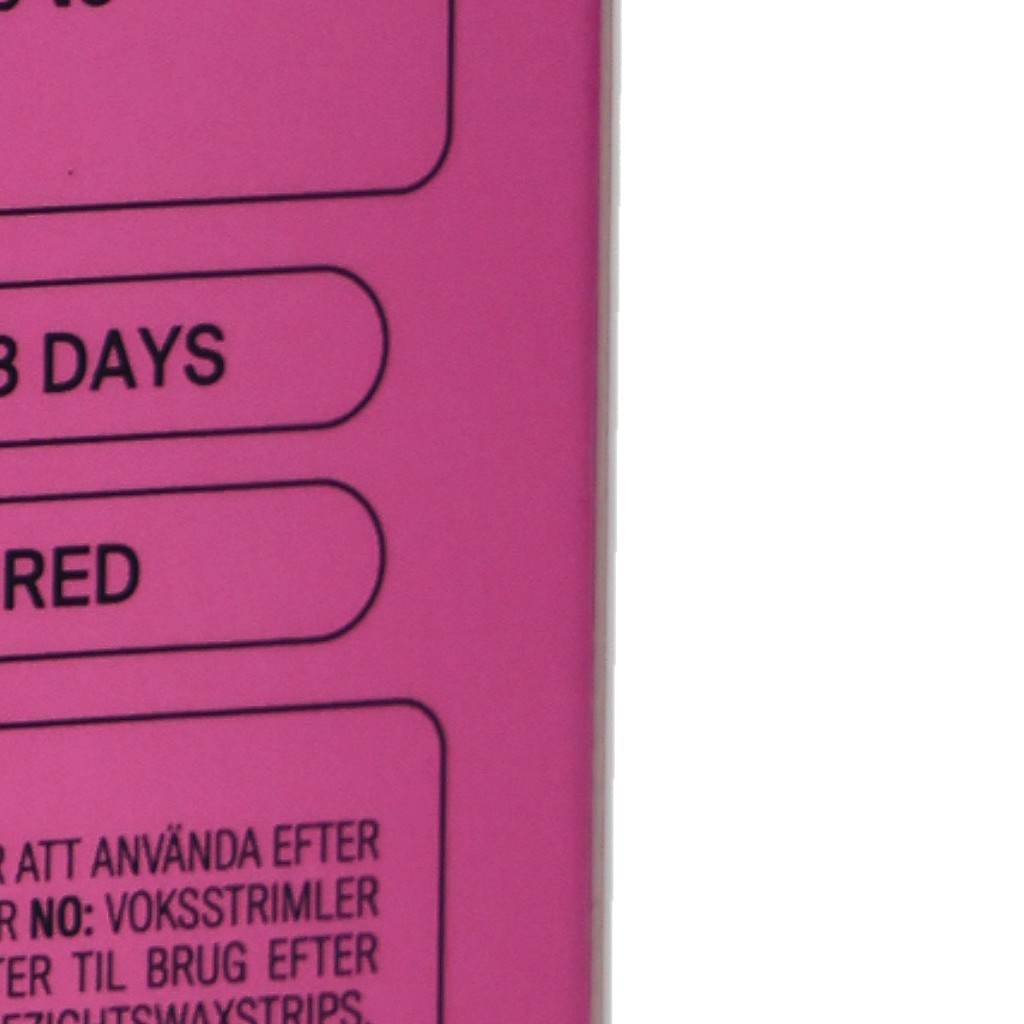 DAYS
RED
ATT ANVÄNDA EFTER
NO: VOKSSTRIMLER
TIL BRUG EFTER